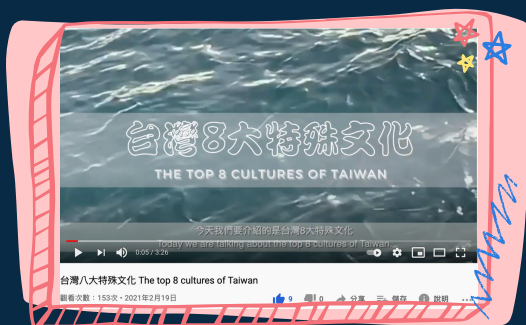 台灣8大特殊文化
THE TOP 8 CULTURES OF TAIWAN
今天我們要介紹的是台灣8大特殊文化
Today we are talking about the top 8 cultures of Taiwan
0:05 / 3:26
台灣八大特殊文化 The top 8 cultures of Taiwan
觀看次數：153次・2021年2月19日 9 0 分享 儲存 說明